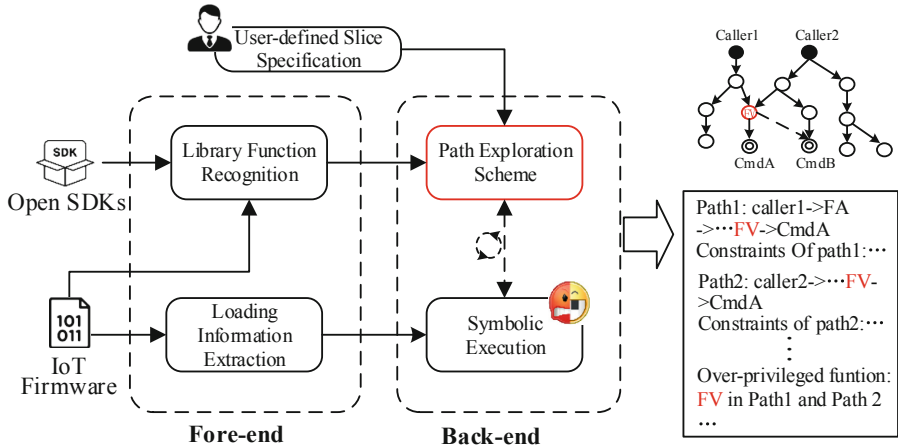 User-defined Slice
Specification
Caller1
Caller2
FV
CmdA
CmdB
SDK
Open SDKs
Library Function
Recognition
Path Exploration
Scheme
101
011
IoT
Firmware
Loading
Information
Extraction
Symbolic
Execution
Fore-end
Back-end
Path1: caller1->FA
->···FV->CmdA
Constraints Of path1:···
Path2: caller2->···FV-
>CmdA
Constraints of path2:···
⋮
Over-privileged funtion:
FV in Path1 and Path 2
···